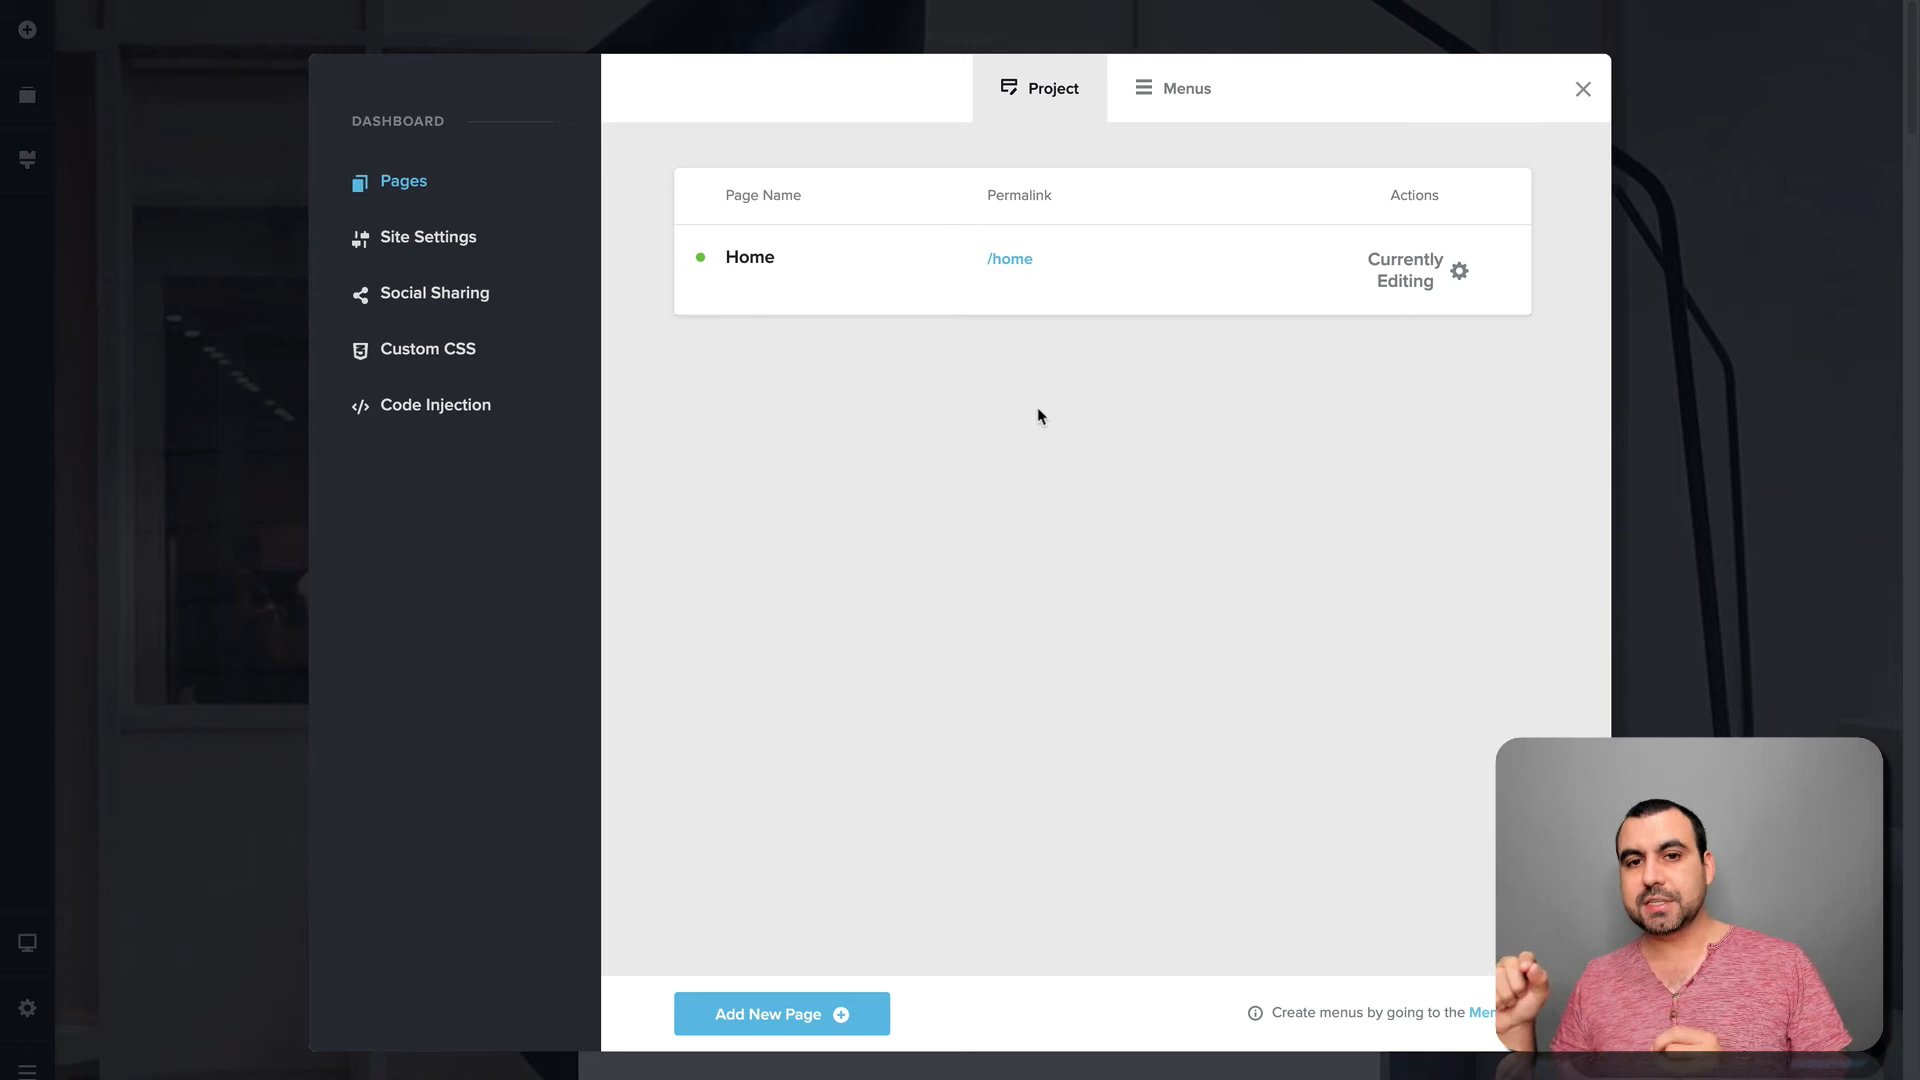 Project
Menus
DASHBOARD
Pages
Site Settings
Social Sharing
Custom CSS
Code Injection
Page Name
Permalink
Actions
Home
/home
Currently
Editing
Add New Page
Create menus by going to the